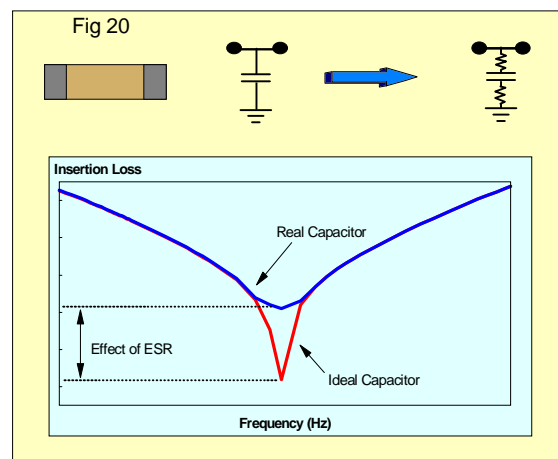 Fig 20
Insertion Loss
Real Capacitor
Effect of ESR
Ideal Capacitor
Frequency (Hz)